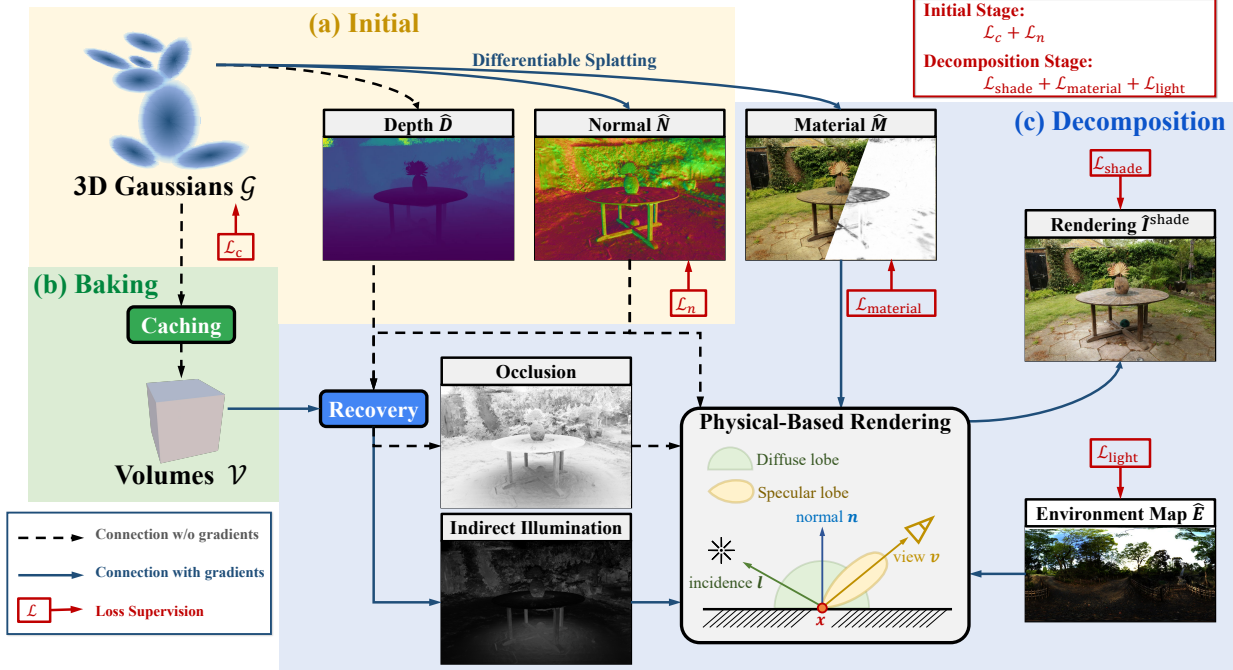 (a) Initial
Differentiable Splatting
Initial Stage:
ℒc + ℒn
Decomposition Stage:
ℒshade + ℒmaterial + ℒlight
Depth D̂
Normal N̂
Material M̂
(c) Decomposition
3D Gaussians 𝒢
ℒc
ℒn
ℒmaterial
ℒshade
Rendering Îshade
(b) Baking
Caching
Volumes 𝒱
Recovery
Occlusion
Indirect Illumination
Physical-Based Rendering
Diffuse lobe
Specular lobe
normal n
view v
incidence l
x
ℒlight
Environment Map Ê
Connection w/o gradients
Connection with gradients
ℒ Loss Supervision